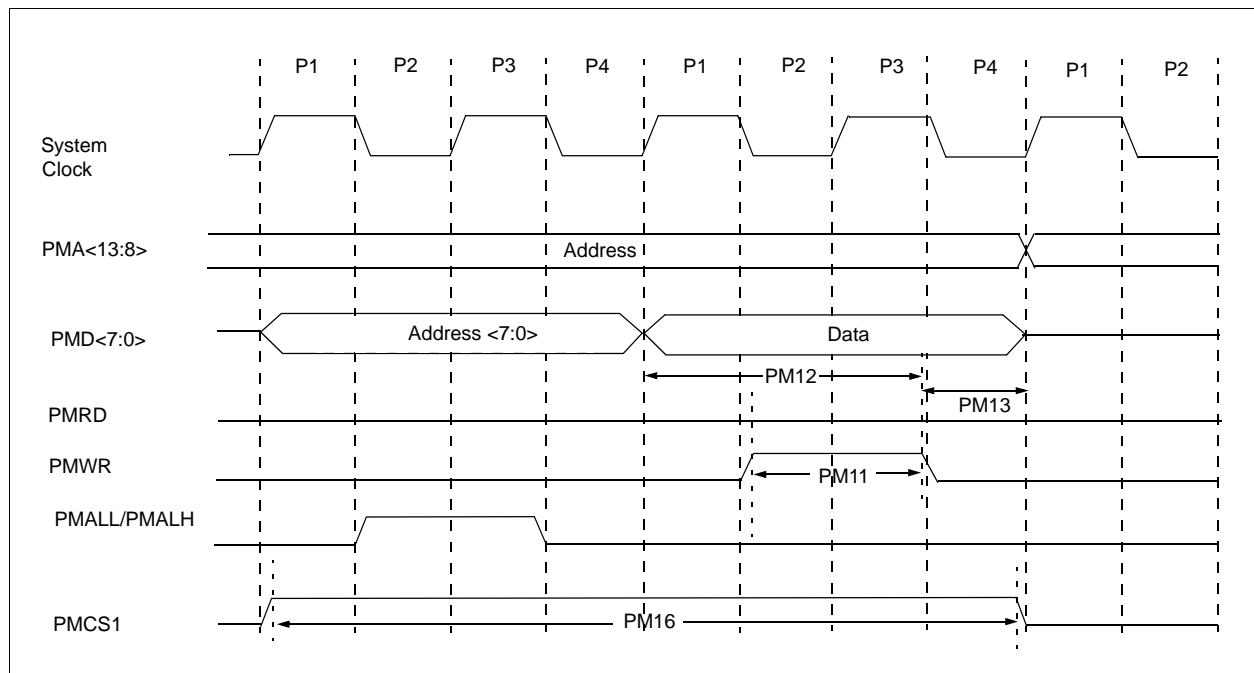 P1 P2 P3 P4 P1 P2 P3 P4 P1 P2
System
Clock
PMA<13:8>
Address
PMD<7:0>
Address <7:0>
Data
PM12
PM13
PMRD
PMWR
PM11
PMALL/PMALH
PMCS1
PM16